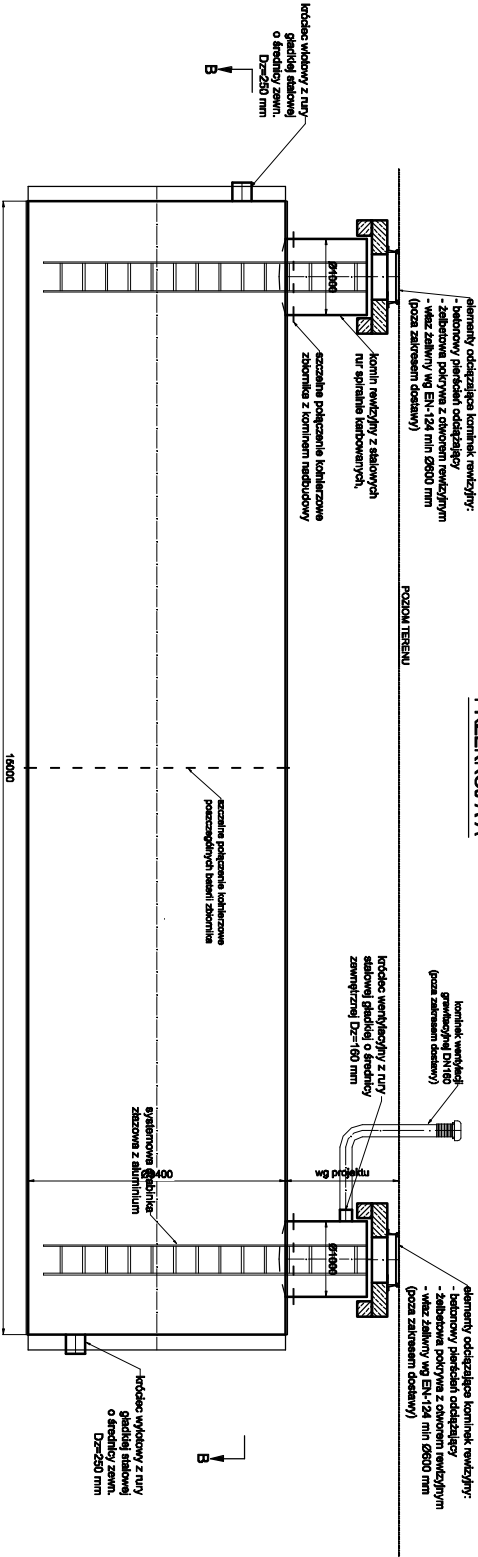 elementy odciążające kominek rewizyjny:
- betonowy pierścień odciążający
- żelbetowa pokrywa z otworem rewizyjnym
- właz żeliwny wg EN-124 min Ø600 mm
(poza zakresem dostawy)
POZIOM TERENU
kominek wentylacji
grawitacyjnej DN160
(poza zakresem dostawy)
elementy odciążające kominek rewizyjny:
- betonowy pierścień odciążający
- żelbetowa pokrywa z otworem rewizyjnym
- właz żeliwny wg EN-124 min Ø600 mm
(poza zakresem dostawy)
króciec wlotowy z rury
gładkiej stalowej
o średnicy zewn.
Dz=250 mm
B
Ø1000
komin rewizyjny z stalowych
rur spiralnie karbowanych,
szczelne połączenie kołnierzowe
zbiornika z kominem nadbudowy
króciec wentylacyjny z rury
stalowej gładkiej o średnicy
zewnętrznej Dz=160 mm
wg projektu
Ø1000
szczelne połączenie kołnierzowe
poszczególnych baterii zbiornika
systemowa drabinka
złazowa z aluminium
Ø3400
króciec wylotowy z rury
gładkiej stalowej
o średnicy zewn.
Dz=250 mm
B
15000